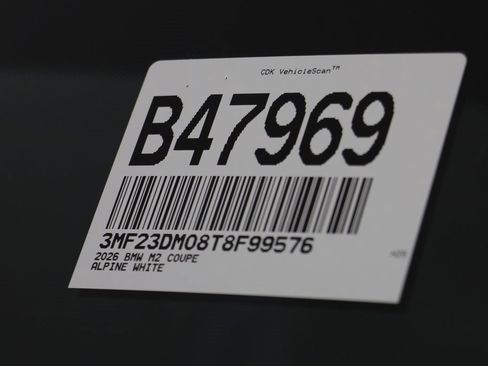 CDK VehicleScan™
B47969
3MF23DM08T8F99576
2026 BMW M2 COUPE
ALPINE WHITE